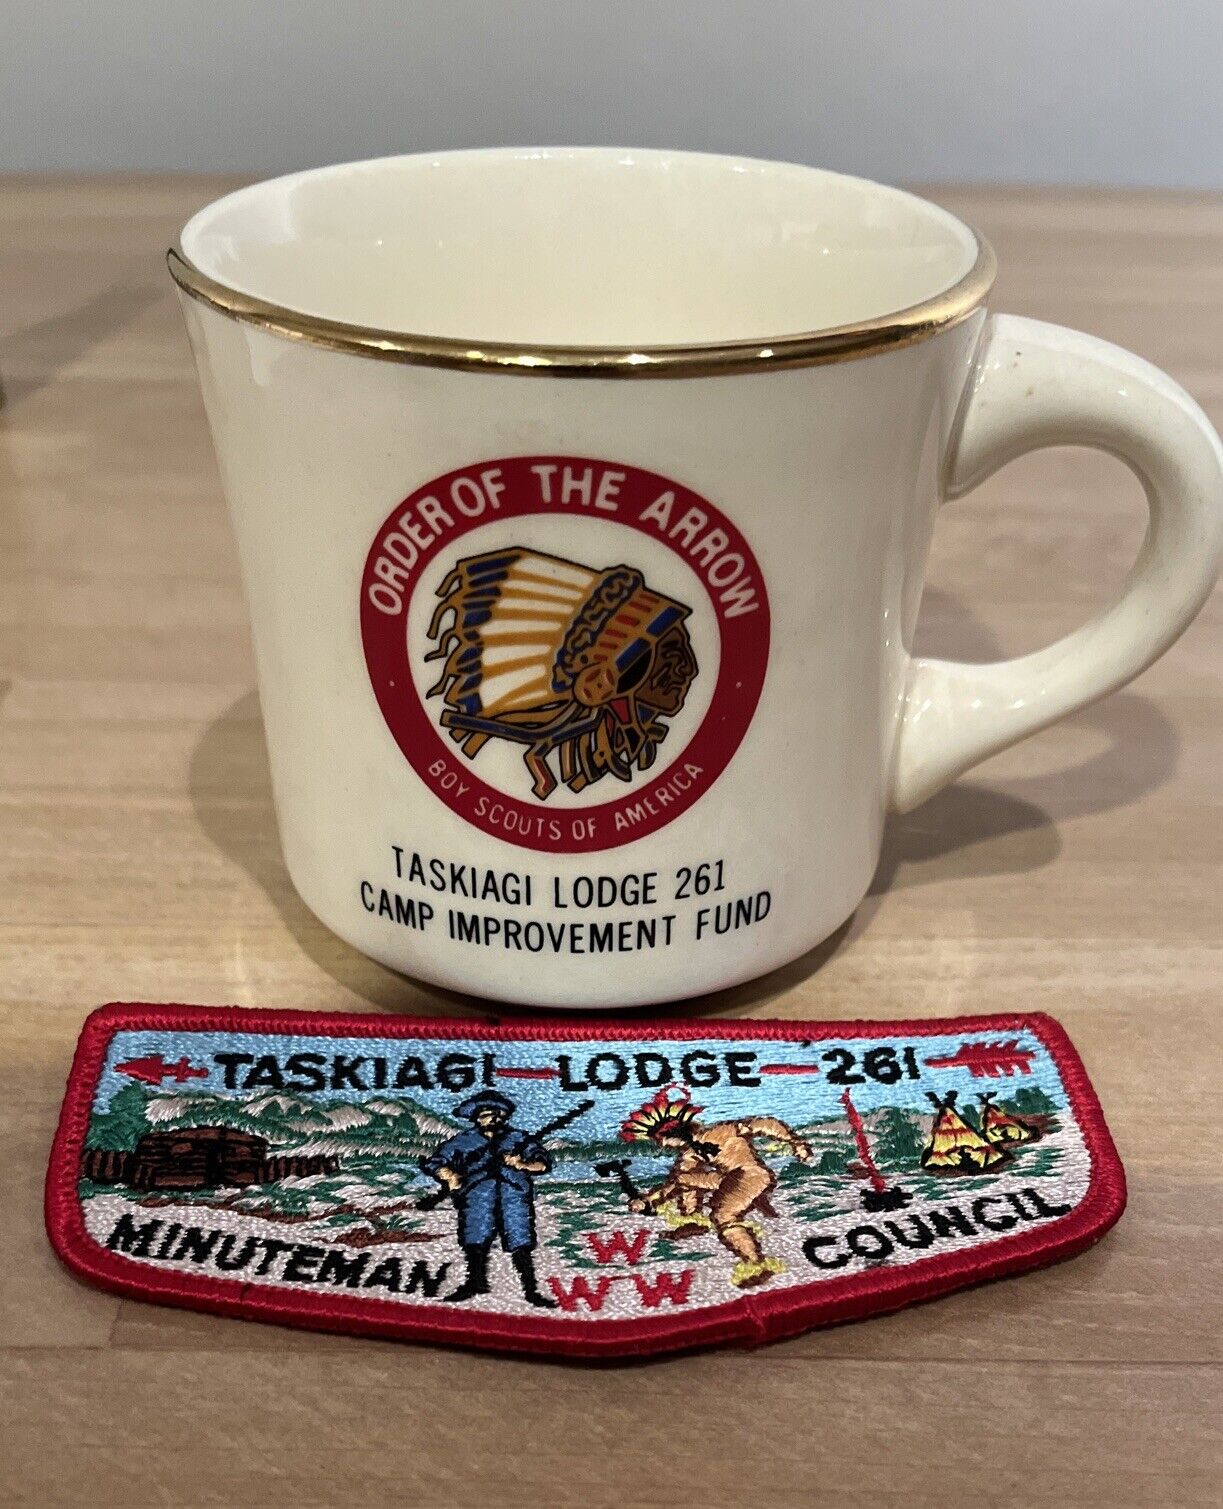 ORDER OF THE ARROW
BOY SCOUTS OF AMERICA
TASKIAGI LODGE 261
CAMP IMPROVEMENT FUND
TASKIAGI LODGE 261
MINUTEMAN COUNCIL
W
W W